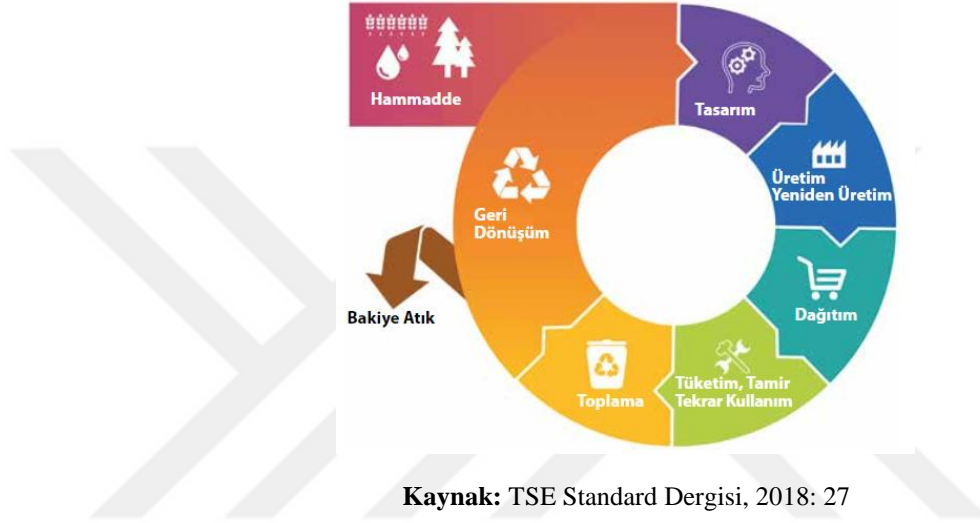 Hammadde
Tasarım
Üretim
Yeniden Üretim
Dağıtım
Tüketim, Tamir
Tekrar Kullanım
Toplama
Geri
Dönüşüm
Bakiye Atık
Kaynak: TSE Standard Dergisi, 2018: 27